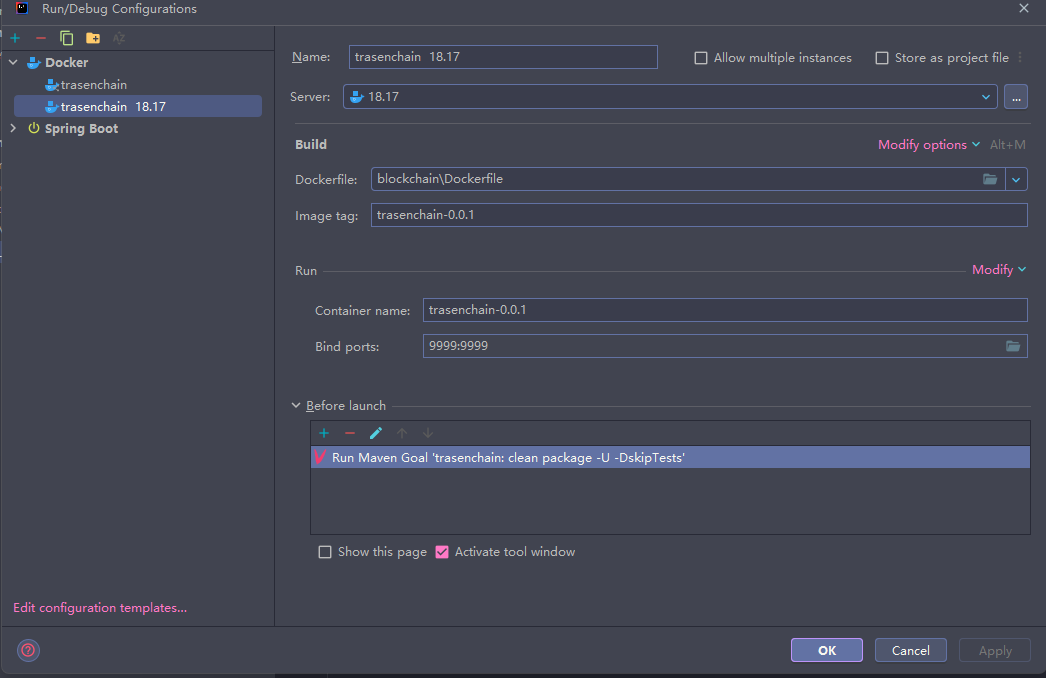 Run/Debug Configurations
Docker
trasenchain
trasenchain 18.17
Spring Boot
Edit configuration templates...
Name: trasenchain 18.17
Allow multiple instances
Store as project file
Server: 18.17
...
Build
Modify options Alt+M
Dockerfile: blockchain\Dockerfile
Image tag: trasenchain-0.0.1
Run
Modify
Container name: trasenchain-0.0.1
Bind ports: 9999:9999
Before launch
Run Maven Goal 'trasenchain: clean package -U -DskipTests'
Show this page
Activate tool window
?
OK
Cancel
Apply